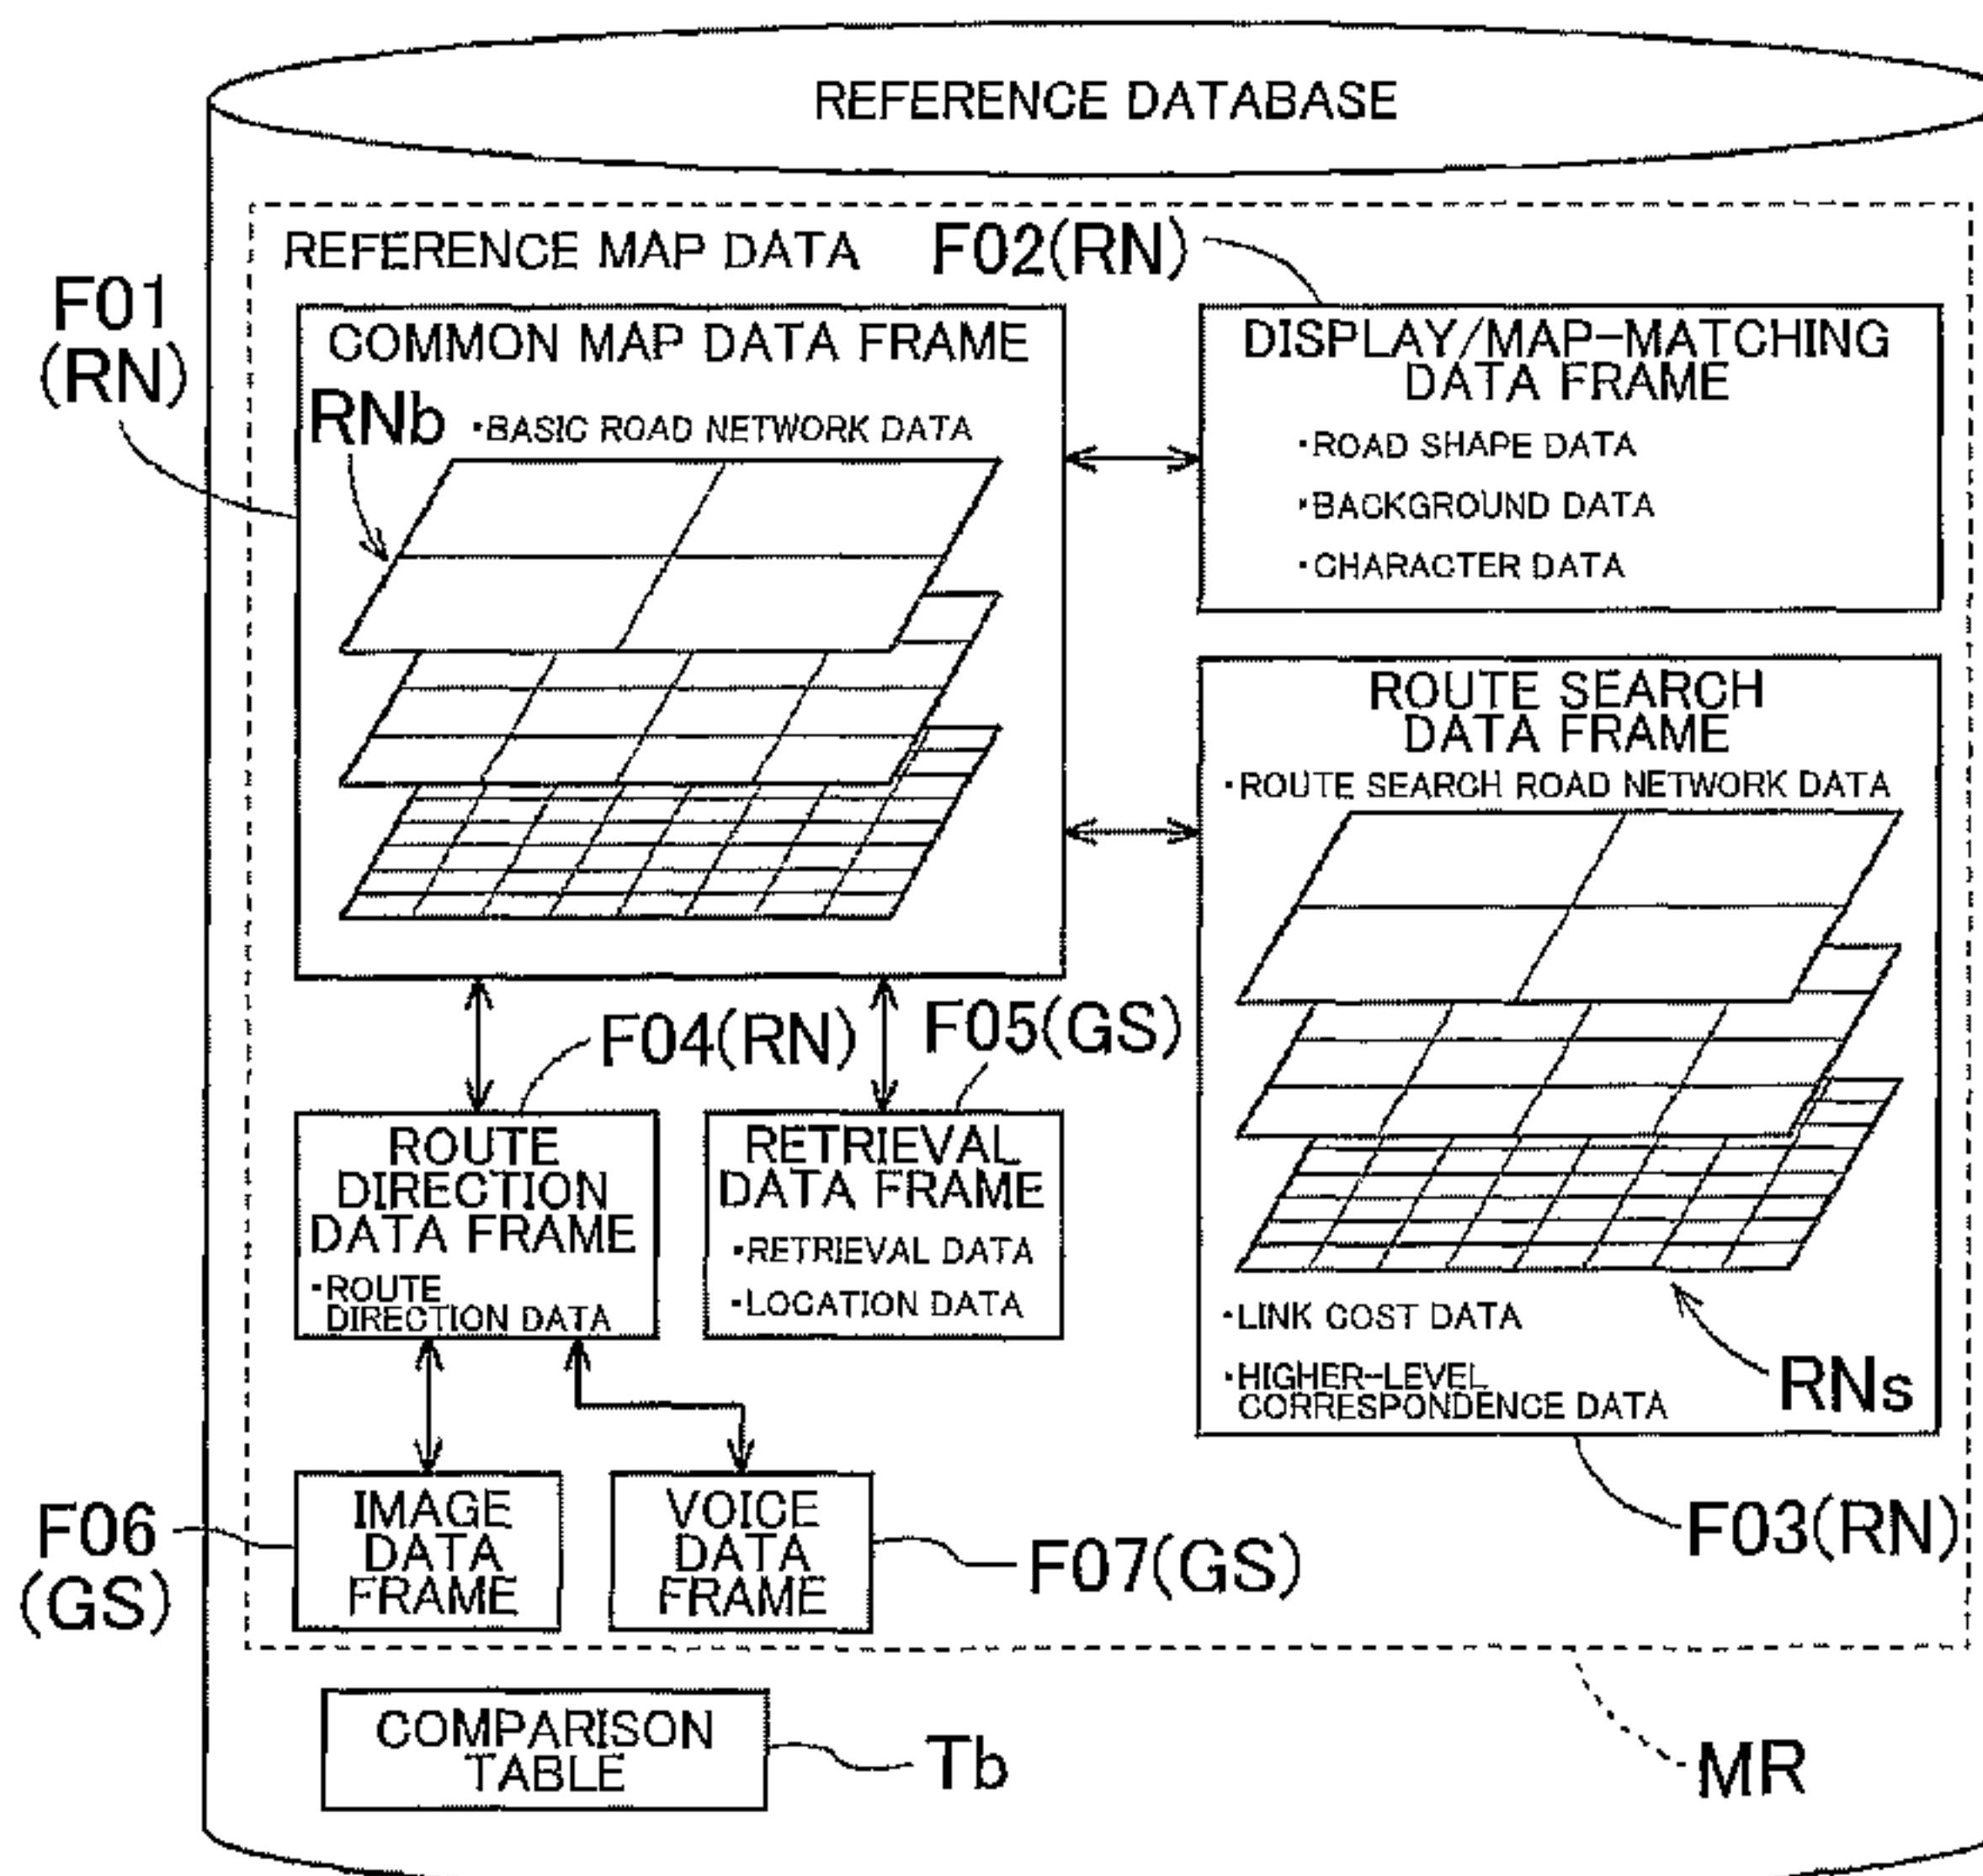 REFERENCE DATABASE
REFERENCE MAP DATA
F02(RN)
F01
(RN)
COMMON MAP DATA FRAME
RNb
・BASIC ROAD NETWORK DATA
DISPLAY/MAP-MATCHING
DATA FRAME
・ROAD SHAPE DATA
・BACKGROUND DATA
・CHARACTER DATA
ROUTE SEARCH
DATA FRAME
・ROUTE SEARCH ROAD NETWORK DATA
・LINK COST DATA
・HIGHER-LEVEL
CORRESPONDENCE DATA
RNs
F03(RN)
F04(RN)
F05(GS)
ROUTE
DIRECTION
DATA FRAME
・ROUTE
DIRECTION DATA
RETRIEVAL
DATA FRAME
・RETRIEVAL DATA
・LOCATION DATA
F06
(GS)
IMAGE
DATA
FRAME
VOICE
DATA
FRAME
F07(GS)
COMPARISON
TABLE
Tb
MR